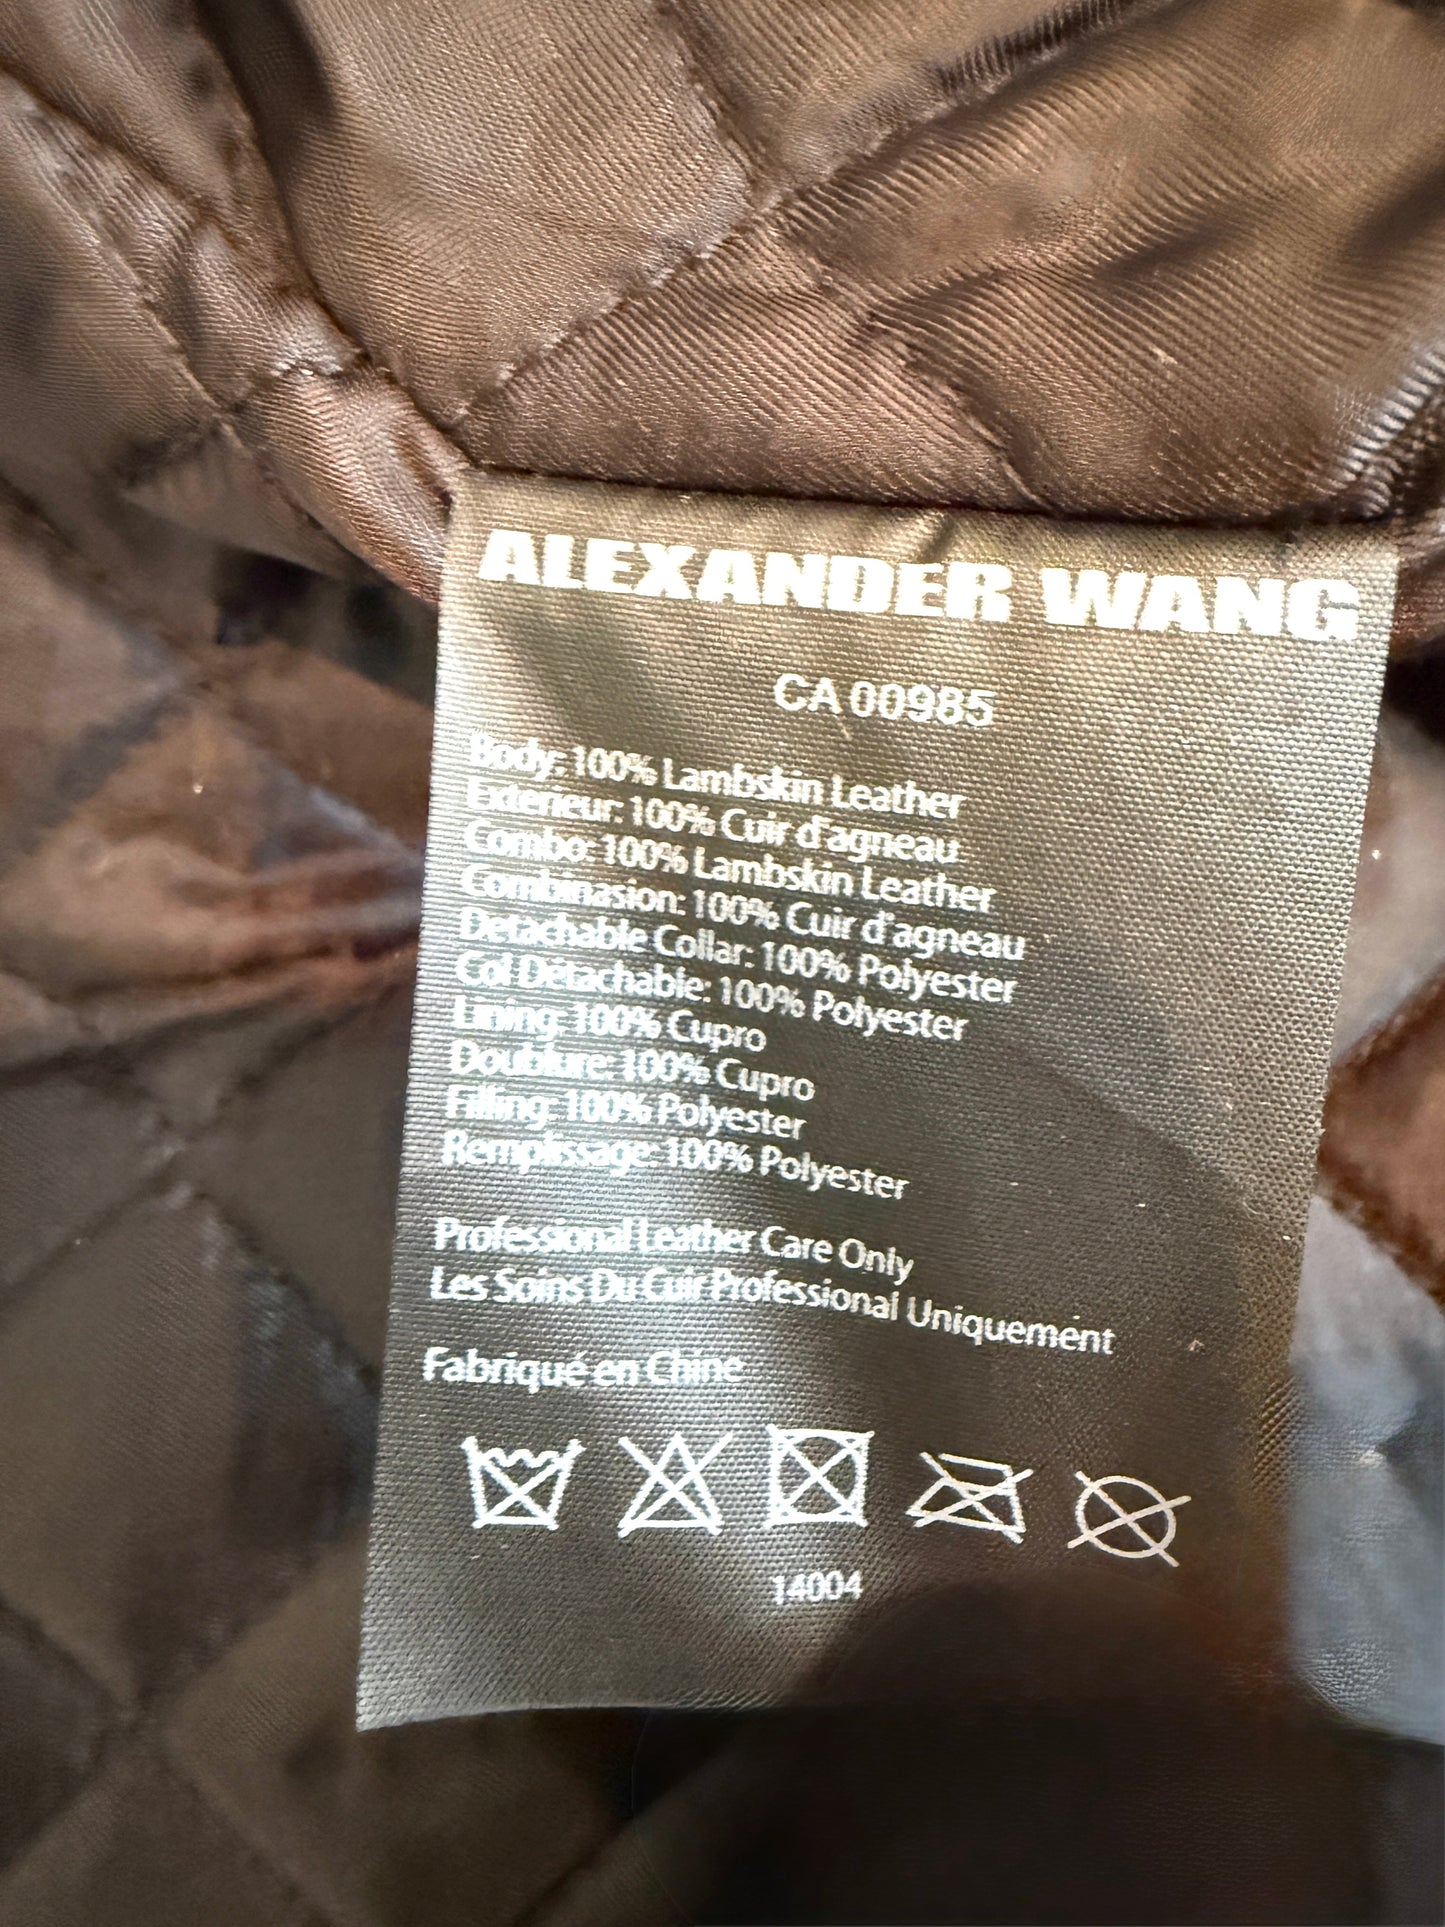 ALEXANDER WANG
CA 00985
Body: 100% Lambskin Leather
Exterieur: 100% Cuir d'agneau
Combo: 100% Lambskin Leather
Combinasion: 100% Cuir d'agneau
Detachable Collar: 100% Polyester
Col Détachable: 100% Polyester
Lining: 100% Cupro
Doublure: 100% Cupro
Filling: 100% Polyester
Remplissage: 100% Polyester
Professional Leather Care Only
Les Soins Du Cuir Professional Uniquement
Fabriqué en Chine
14004